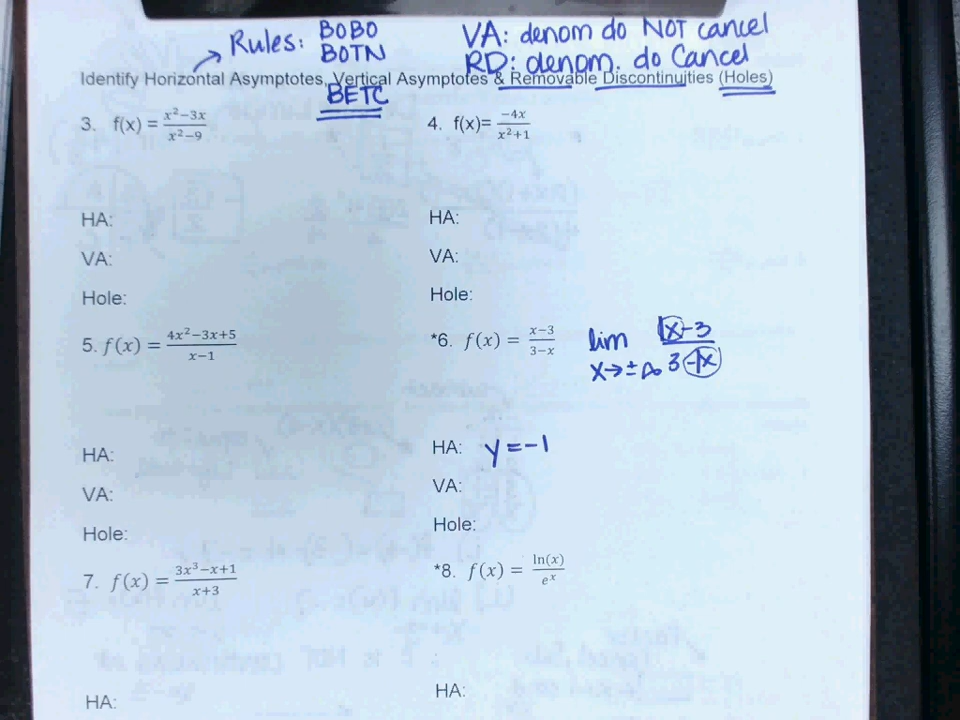 Rules: BOBO
BOTN
BETC
VA: denom do NOT cancel
RD: denom. do Cancel
Identify Horizontal Asymptotes, Vertical Asymptotes & Removable Discontinuities (Holes)
3. f(x) = x²−3x / x²−9
4. f(x)= −4x / x²+1
HA:
HA:
VA:
VA:
Hole:
Hole:
5. f(x) = 4x²−3x+5 / x−1
*6. f(x) = x−3 / 3−x
lim x→±∞ 1x−3 / 3−1x
HA:
HA: y=−1
VA:
VA:
Hole:
Hole:
7. f(x) = 3x³−x+1 / x+3
*8. f(x) = ln(x) / eˣ
HA:
HA: